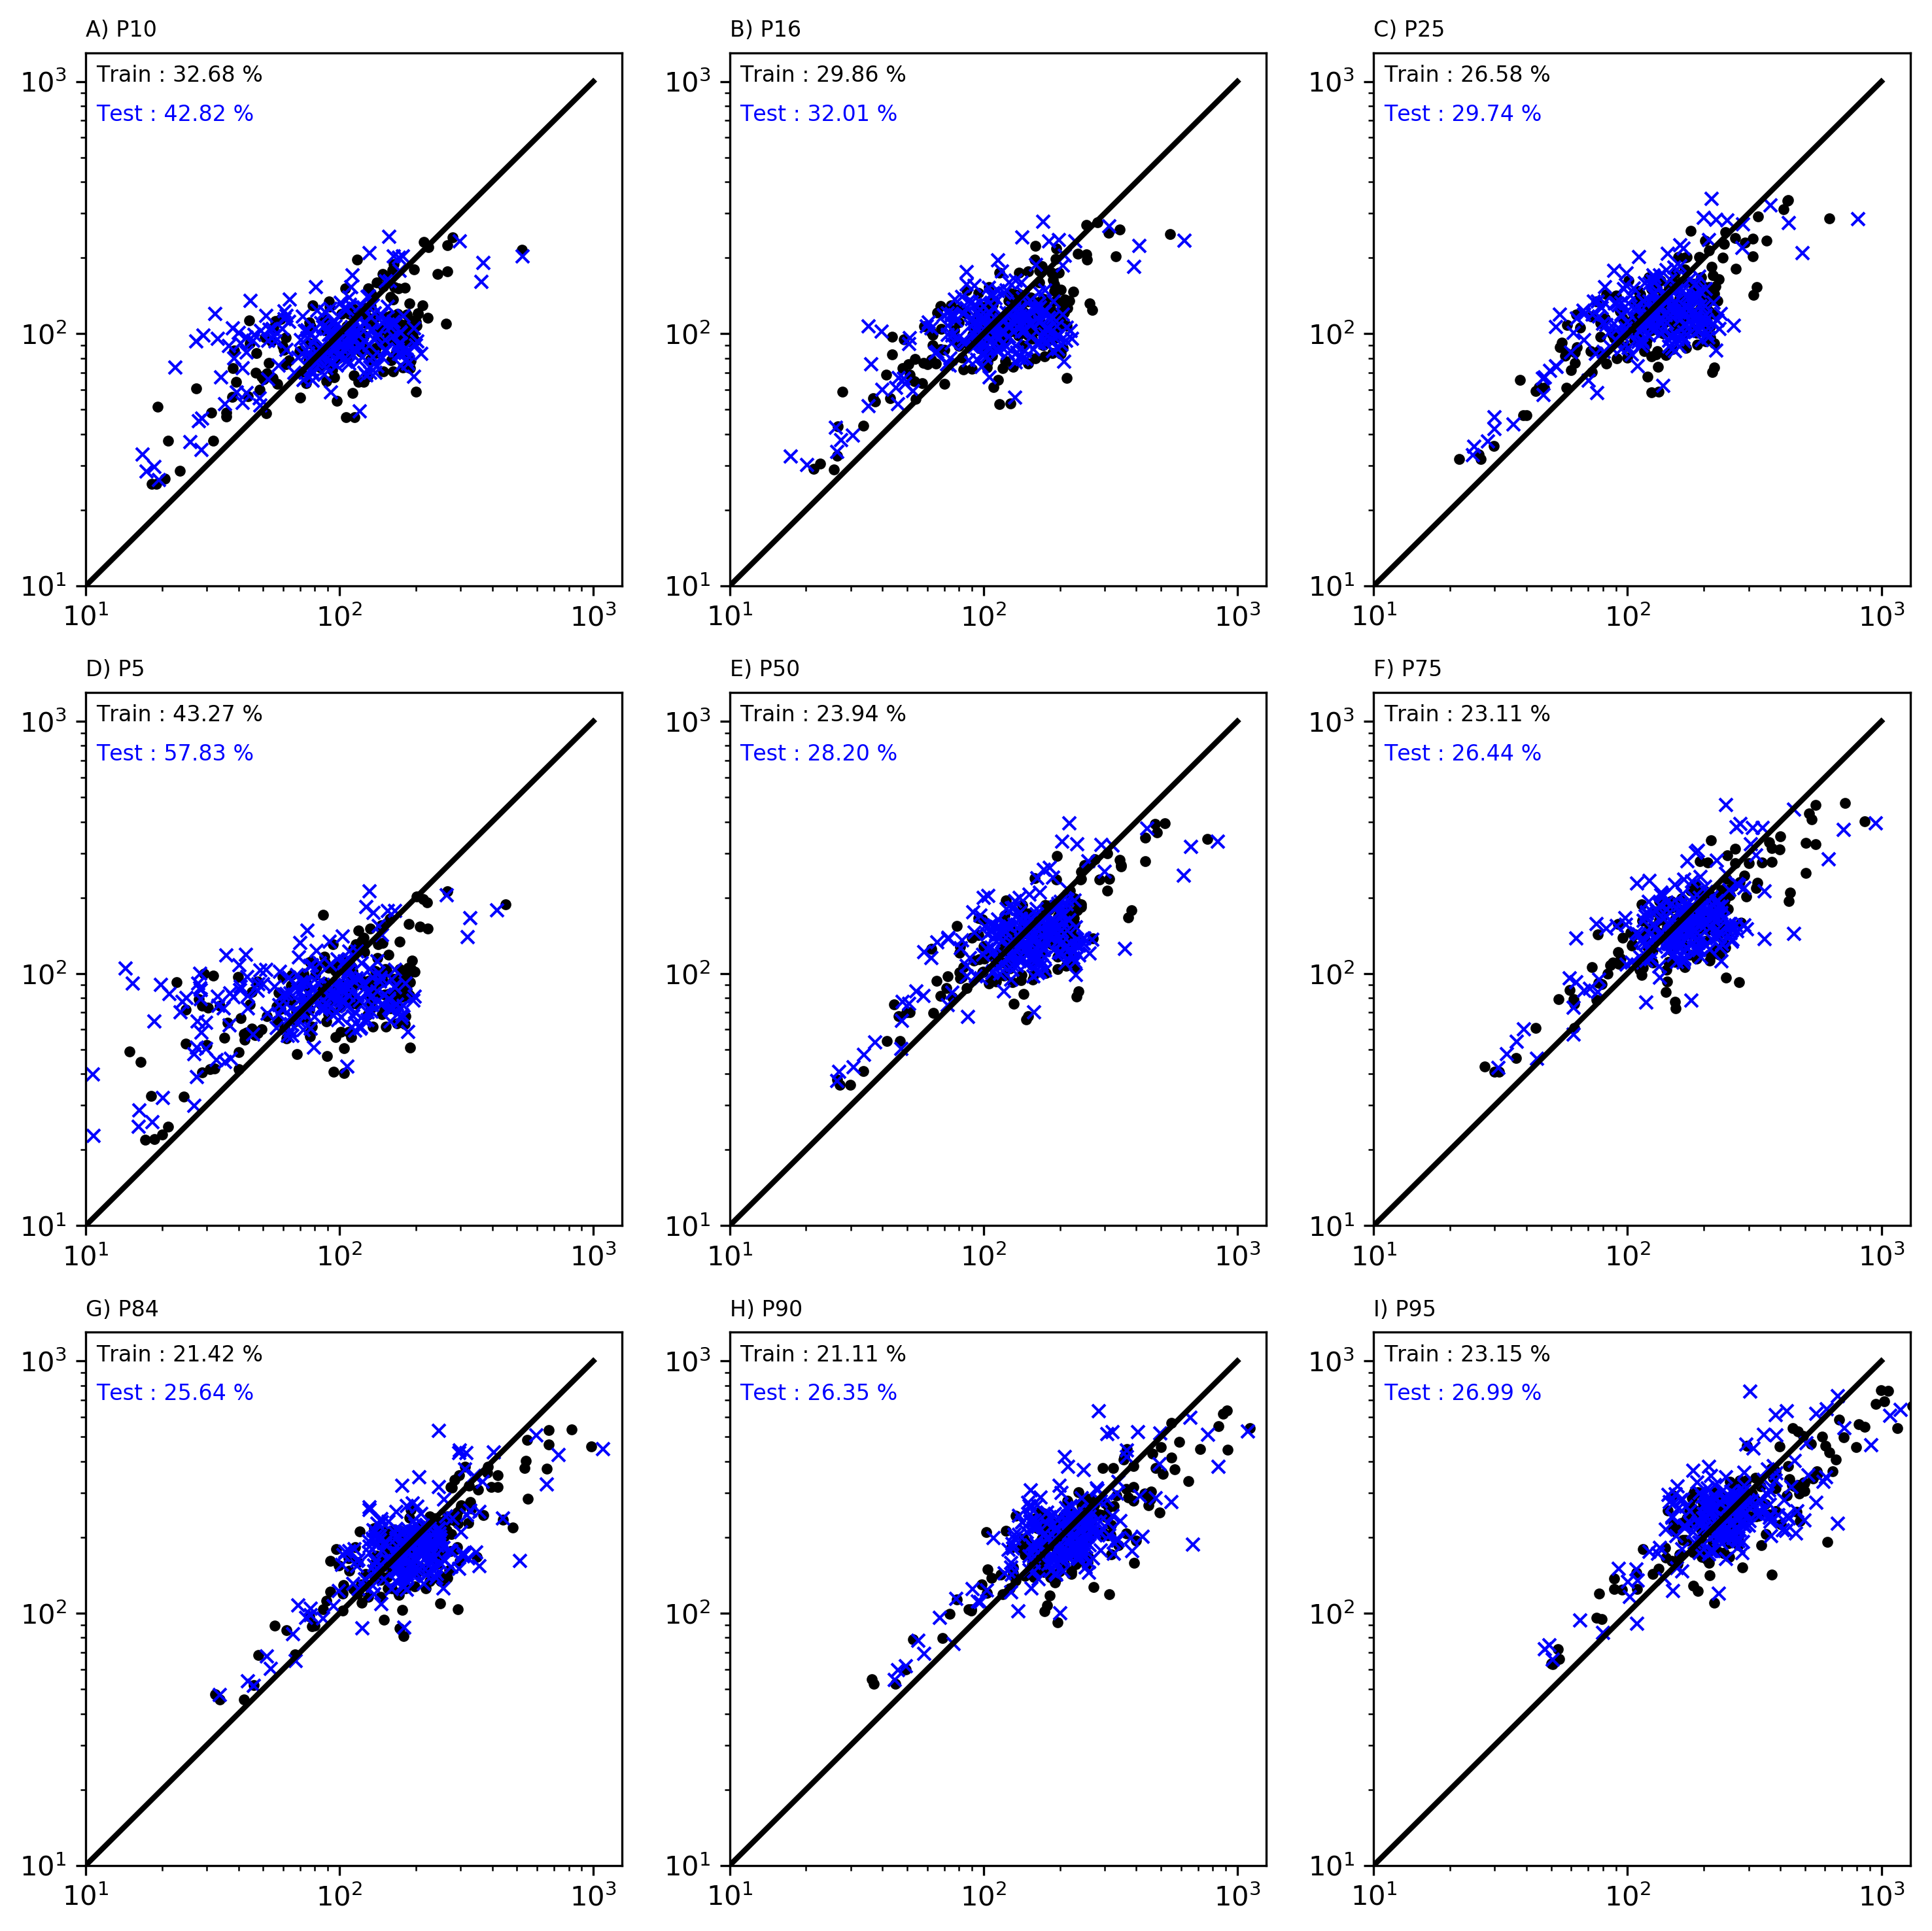 A) P10
Train : 32.68 %
Test : 42.82 %
10³
10²
10¹
10¹
10²
10³
B) P16
Train : 29.86 %
Test : 32.01 %
10³
10²
10¹
10¹
10²
10³
C) P25
Train : 26.58 %
Test : 29.74 %
10³
10²
10¹
10¹
10²
10³
D) P5
Train : 43.27 %
Test : 57.83 %
10³
10²
10¹
10¹
10²
10³
E) P50
Train : 23.94 %
Test : 28.20 %
10³
10²
10¹
10¹
10²
10³
F) P75
Train : 23.11 %
Test : 26.44 %
10³
10²
10¹
10¹
10²
10³
G) P84
Train : 21.42 %
Test : 25.64 %
10³
10²
10¹
10¹
10²
10³
H) P90
Train : 21.11 %
Test : 26.35 %
10³
10²
10¹
10¹
10²
10³
I) P95
Train : 23.15 %
Test : 26.99 %
10³
10²
10¹
10¹
10²
10³